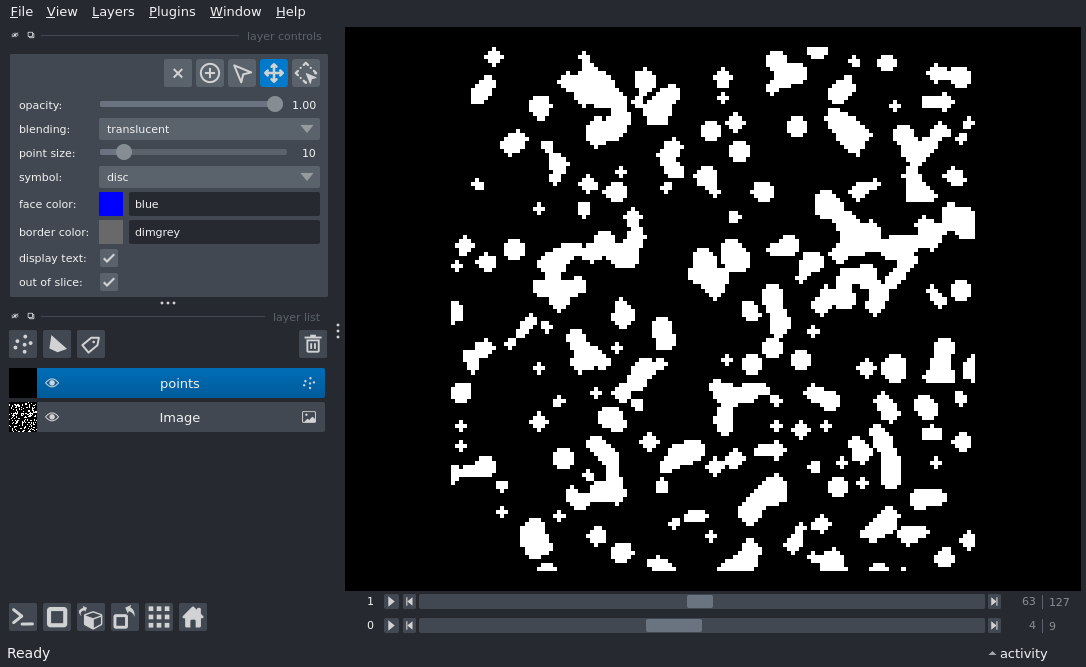 File View Layers Plugins Window Help
layer controls
opacity: 1.00
blending: translucent
point size: 10
symbol: disc
face color: blue
border color: dimgrey
display text:
out of slice:
layer list
points
Image
1 63 127
0 4 9
Ready activity